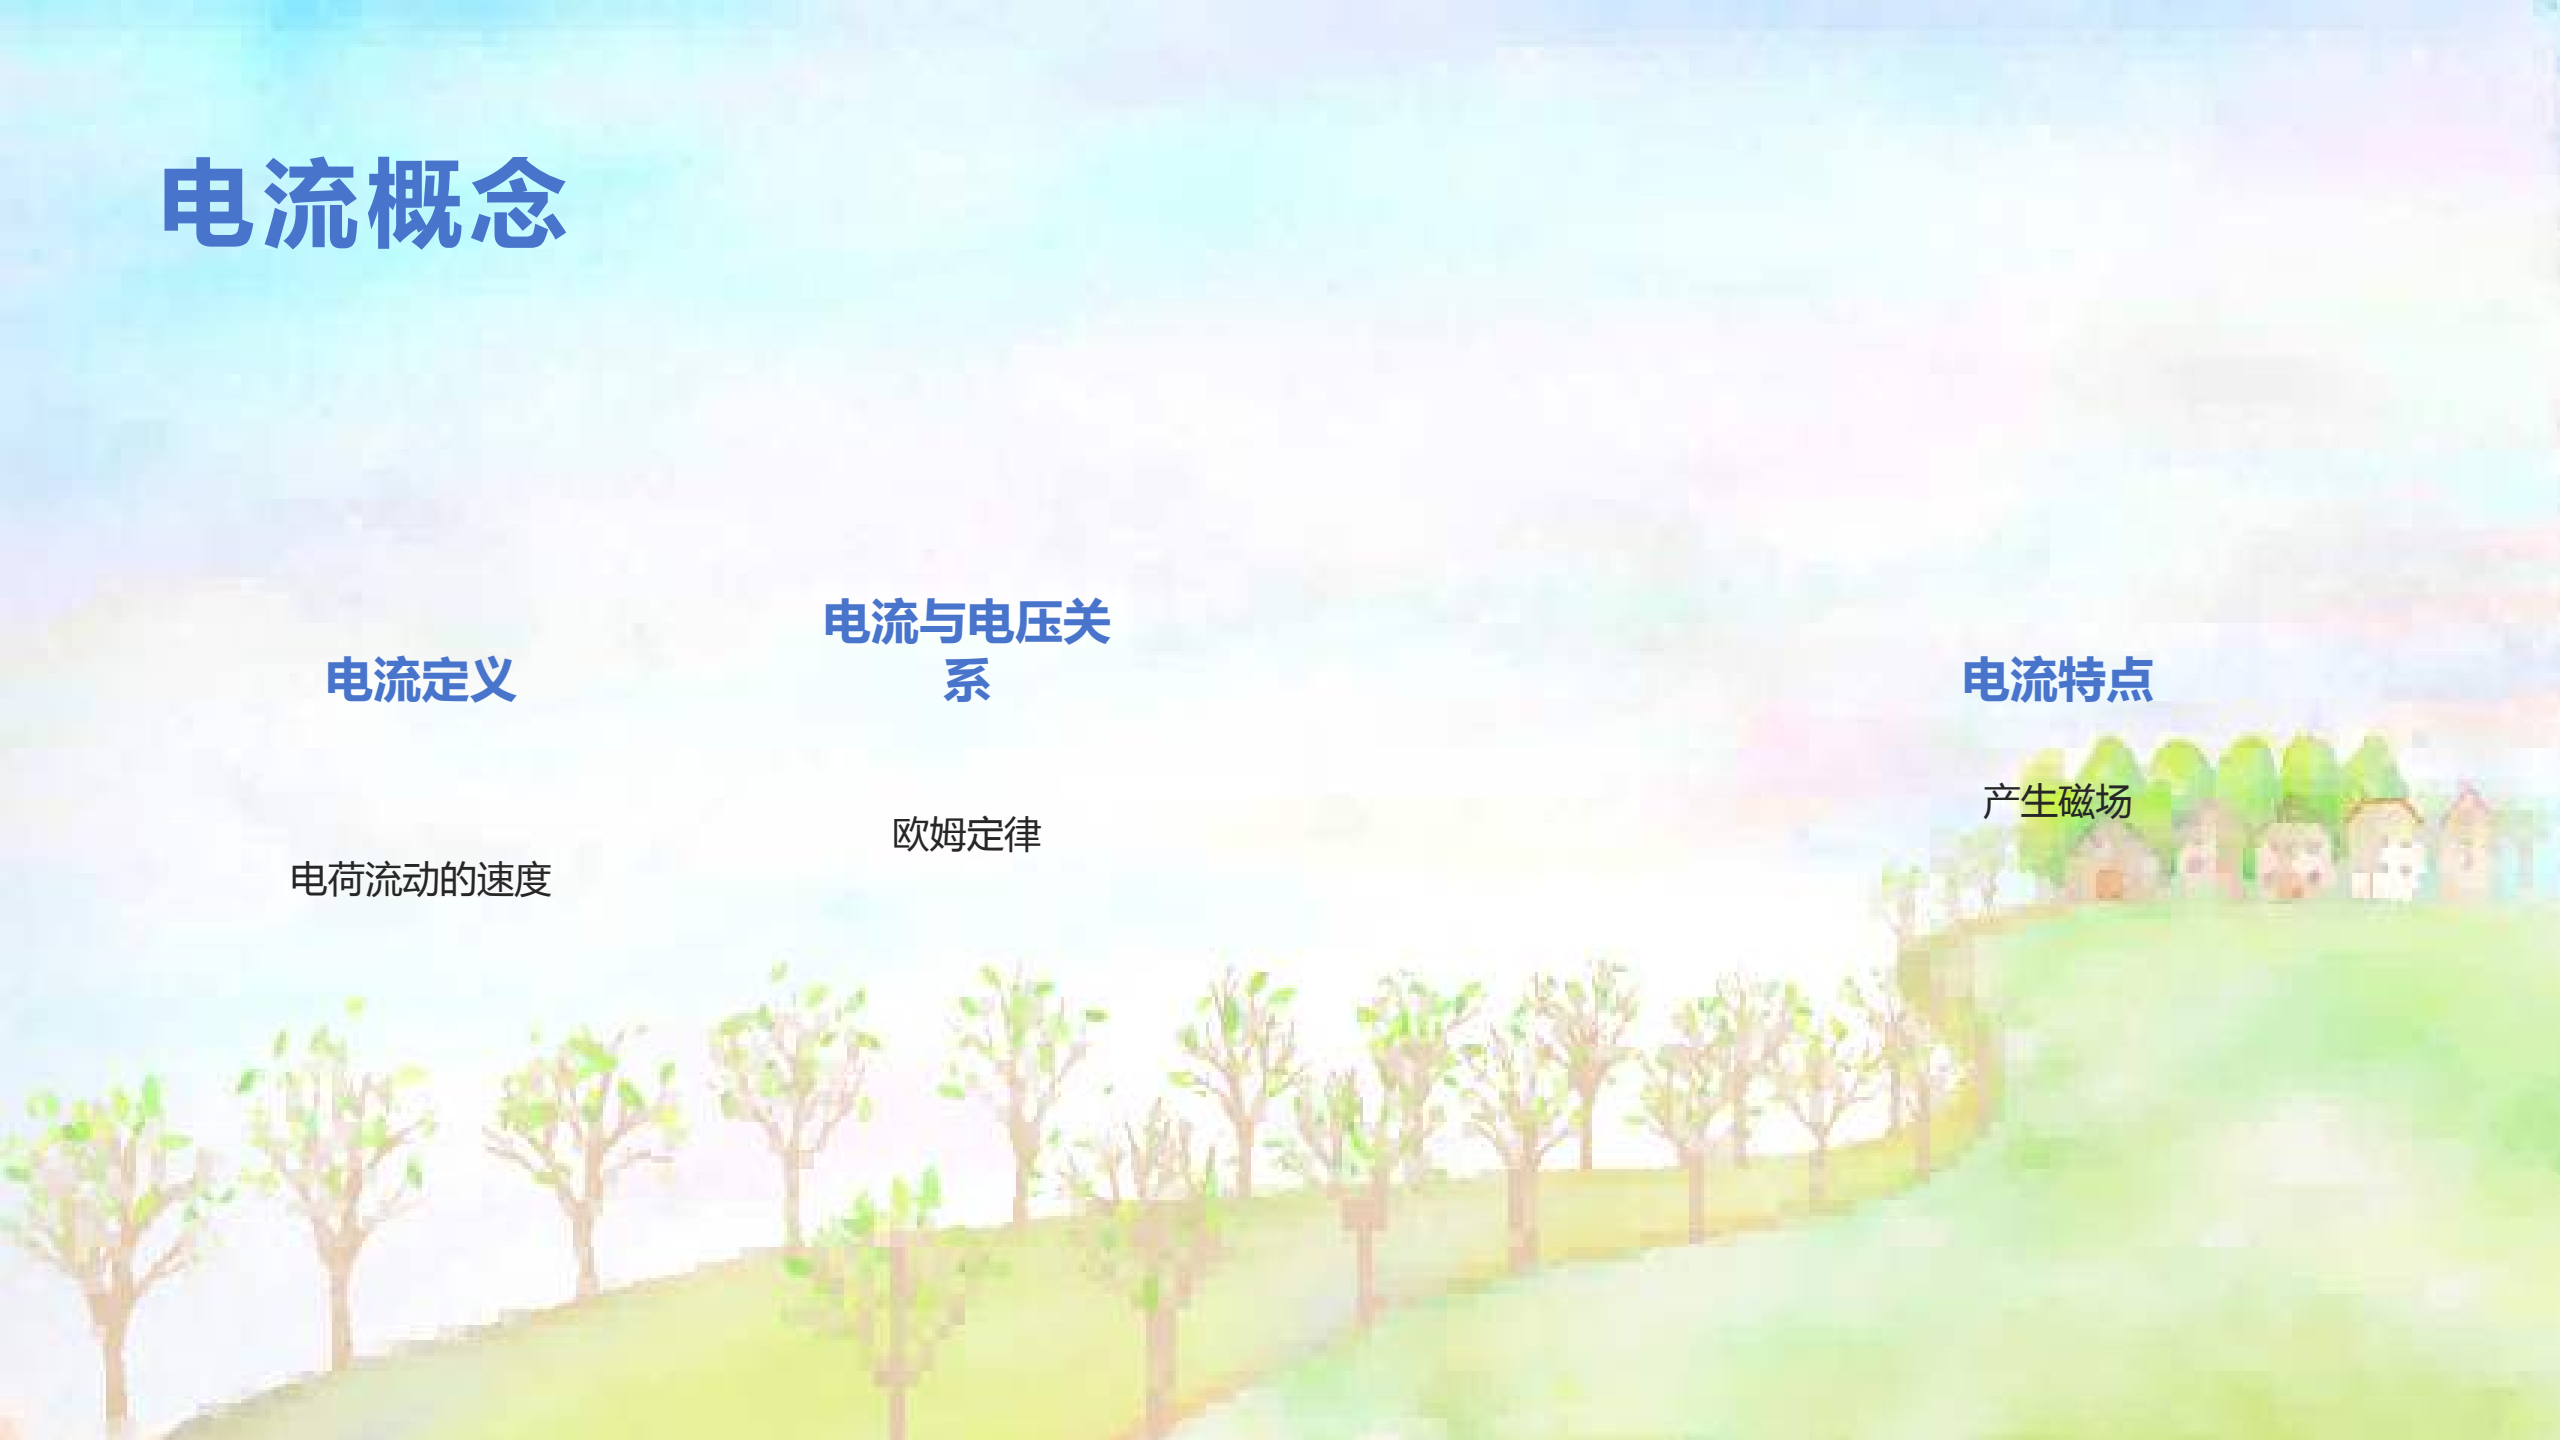 电流概念
电流定义
电荷流动的速度
电流与电压关
系
欧姆定律
电流特点
产生磁场